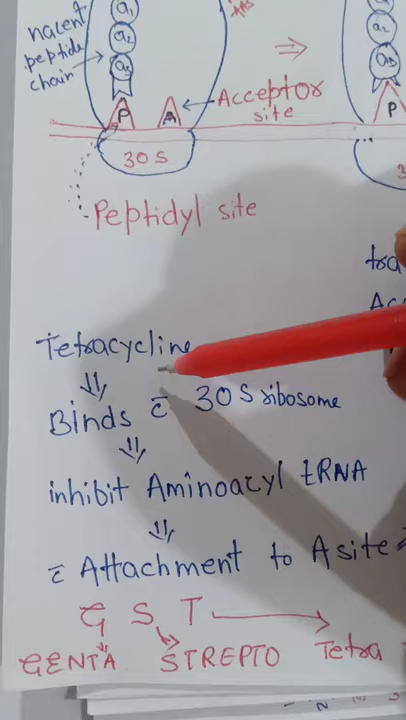 a₁
a₂
nacent
peptide
chain
a₂
P
A
Acceptor
site
P
30 S
Peptidyl site
Tetracycline
Binds c̄ 30 S ribosome
inhibit Aminoacyl tRNA
c̄ Attachment to A site
G S T
GENTA STREPTO Tetra